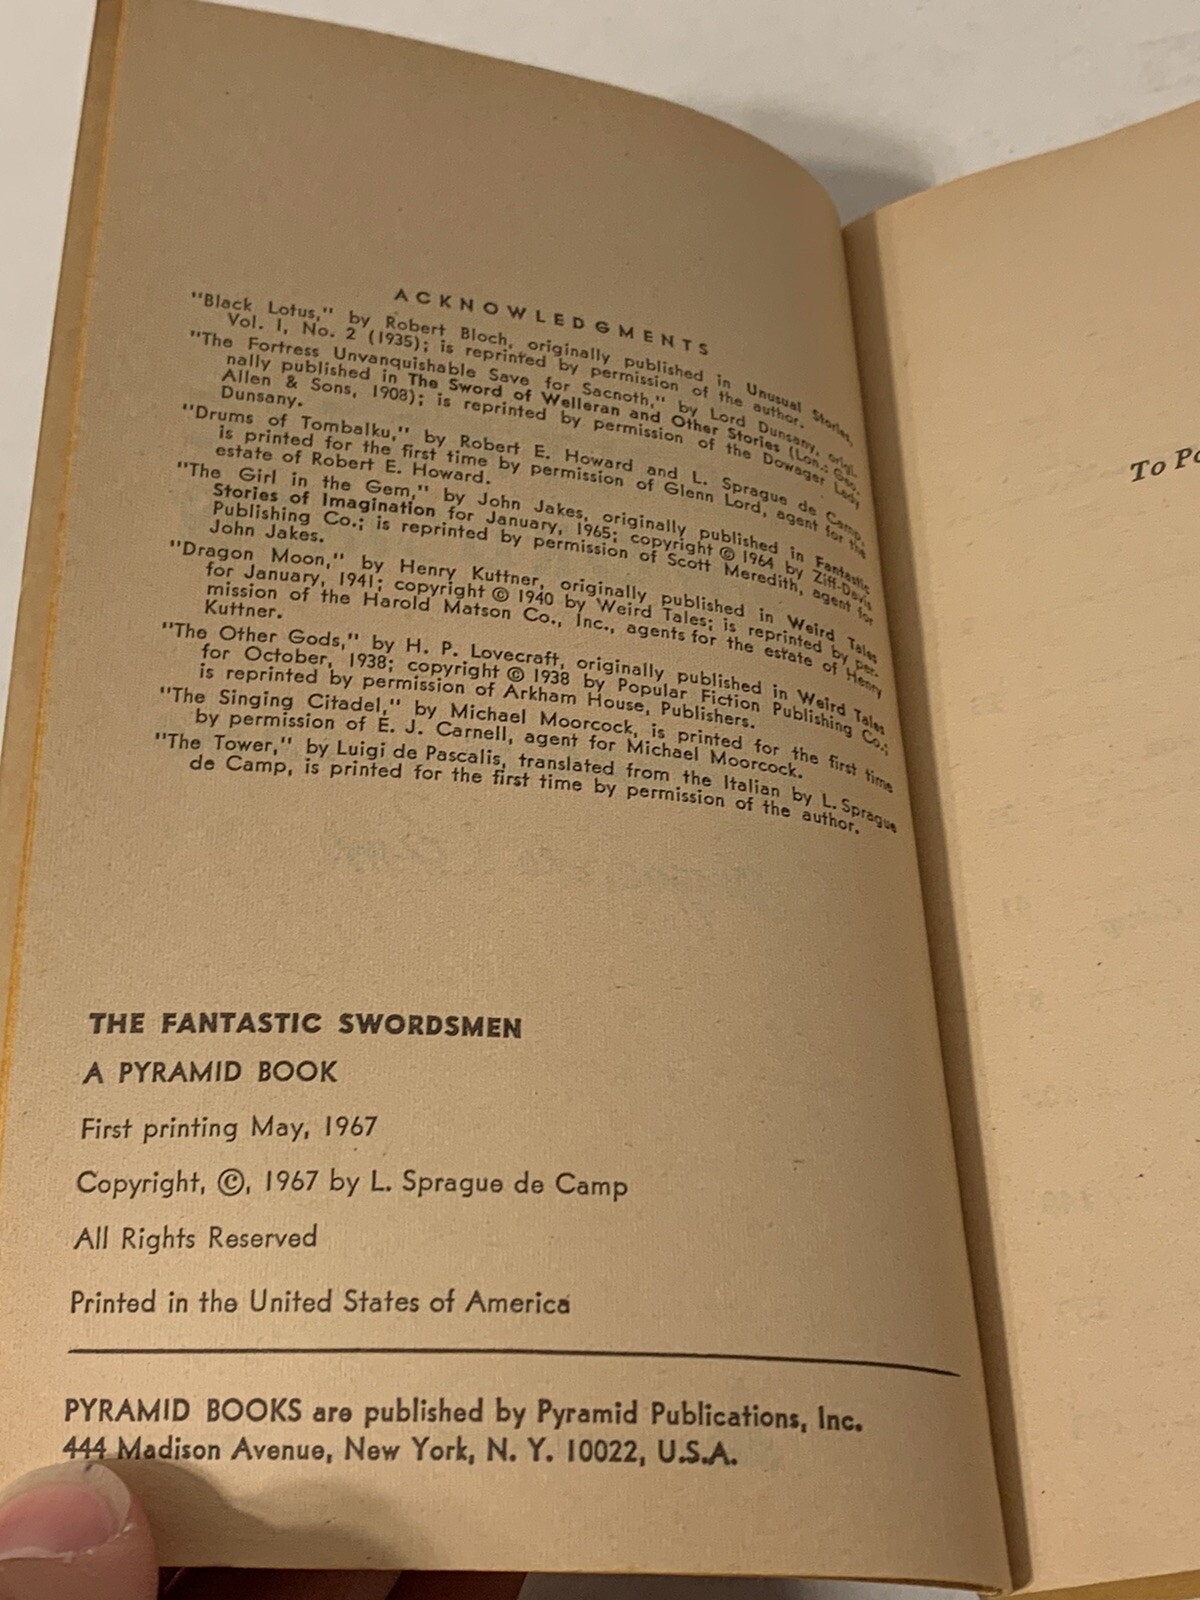 ACKNOWLEDGMENTS
"Black Lotus," by Robert Bloch, originally published in Unusual Stories,
Vol. 1, No. 2 (1935); is reprinted by permission of the author.
"The Fortress Unvanquishable Save for Sacnoth," by Lord Dunsany, origi-
nally published in The Sword of Welleran and Other Stories (Lon.: Geo.
Allen & Sons, 1908); is reprinted by permission of the Dowager Lady
Dunsany.
"Drums of Tombalku," by Robert E. Howard and L. Sprague de Camp,
is printed for the first time by permission of Glenn Lord, agent for the
estate of Robert E. Howard.
"The Girl in the Gem," by John Jakes, originally published in Fantastic
Stories of Imagination for January, 1965; copyright © 1964 by Ziff-Davis
Publishing Co.; is reprinted by permission of Scott Meredith, agent for
John Jakes.
"Dragon Moon," by Henry Kuttner, originally published in Weird Tales
for January, 1941; copyright © 1940 by Weird Tales; is reprinted by per-
mission of the Harold Matson Co., Inc., agents for the estate of Henry
Kuttner.
"The Other Gods," by H. P. Lovecraft, originally published in Weird Tales
for October, 1938; copyright © 1938 by Popular Fiction Publishing Co.;
is reprinted by permission of Arkham House, Publishers.
"The Singing Citadel," by Michael Moorcock, is printed for the first time
by permission of E. J. Carnell, agent for Michael Moorcock.
"The Tower," by Luigi de Pascalis, translated from the Italian by L. Sprague
de Camp, is printed for the first time by permission of the author.
THE FANTASTIC SWORDSMEN
A PYRAMID BOOK
First printing May, 1967
Copyright, ©, 1967 by L. Sprague de Camp
All Rights Reserved
Printed in the United States of America
PYRAMID BOOKS are published by Pyramid Publications, Inc.
444 Madison Avenue, New York, N. Y. 10022, U.S.A.
To